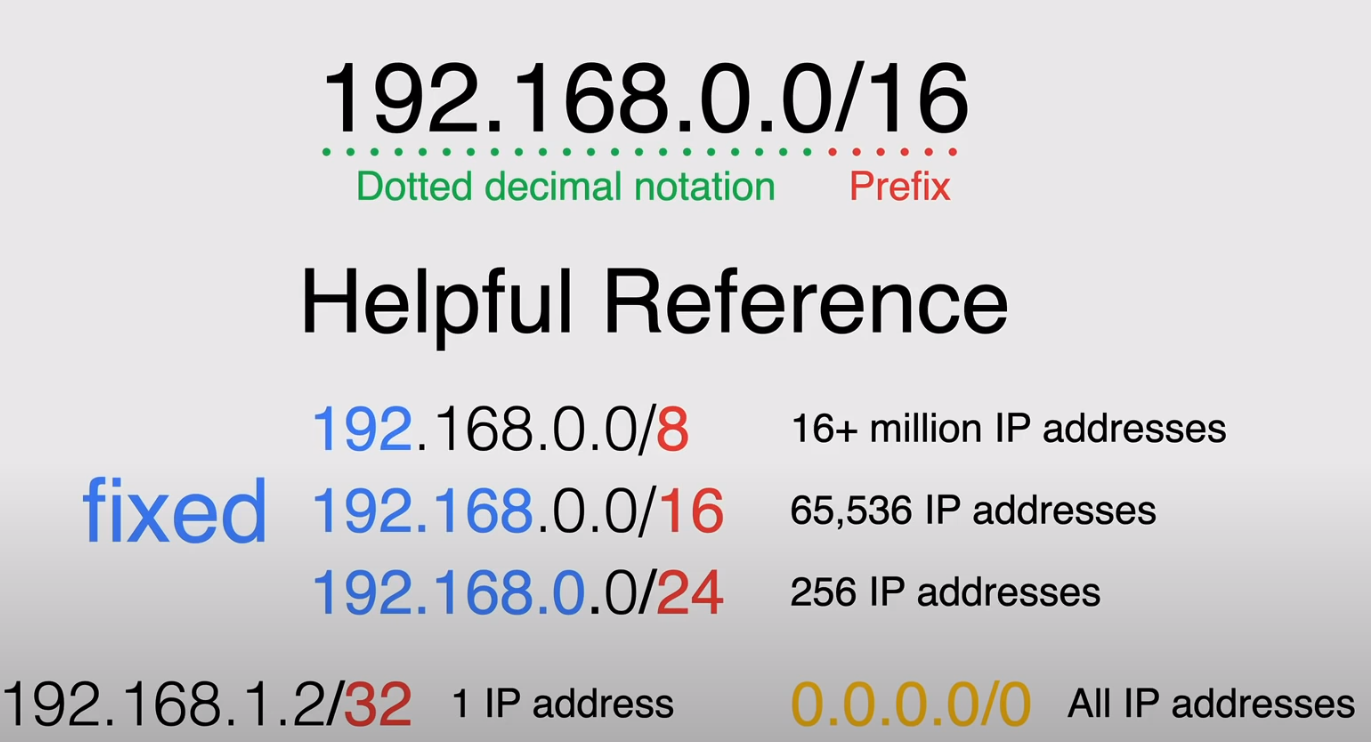 192.168.0.0/16
Dotted decimal notation Prefix
Helpful Reference
192.168.0.0/8 16+ million IP addresses
fixed 192.168.0.0/16 65,536 IP addresses
192.168.0.0/24 256 IP addresses
192.168.1.2/32 1 IP address 0.0.0.0/0 All IP addresses